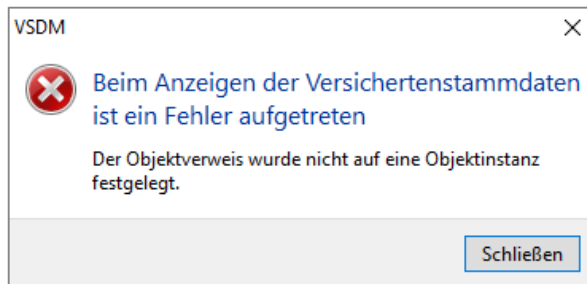 VSDM
Beim Anzeigen der Versichertenstammdaten
ist ein Fehler aufgetreten
Der Objektverweis wurde nicht auf eine Objektinstanz
festgelegt.
Schließen